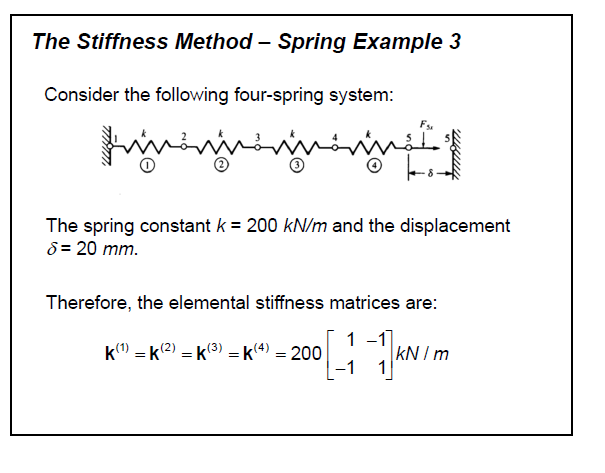 The Stiffness Method – Spring Example 3
Consider the following four-spring system:
1 k 2 k 3 k 4 k 5 F5x 5
1 2 3 4 δ
The spring constant k = 200 kN/m and the displacement
δ = 20 mm.
Therefore, the elemental stiffness matrices are:
k(1) = k(2) = k(3) = k(4) = 200 [ 1 −1
−1 1 ] kN / m